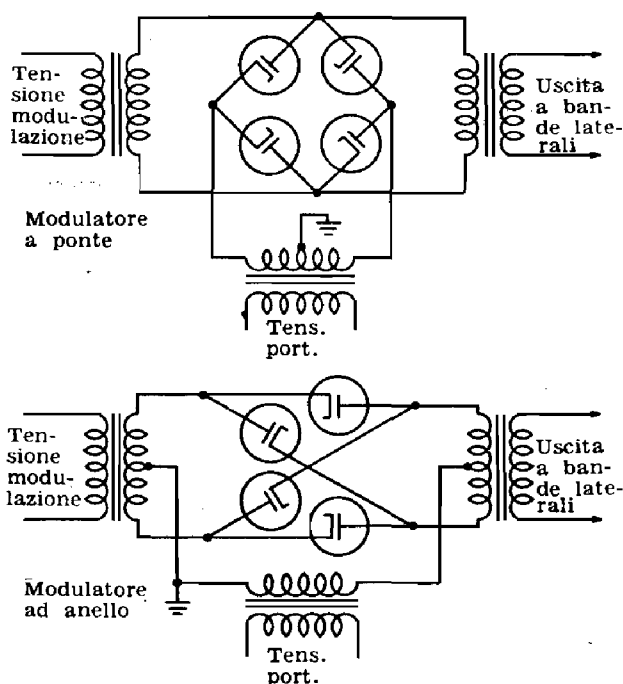 Ten-
sione
modu-
lazione
Uscita
a ban-
de late-
rali
Modulatore
a ponte
Tens.
port.
Ten-
sione
modu-
lazione
Uscita
a ban-
de late-
rali
Modulatore
ad anello
Tens.
port.